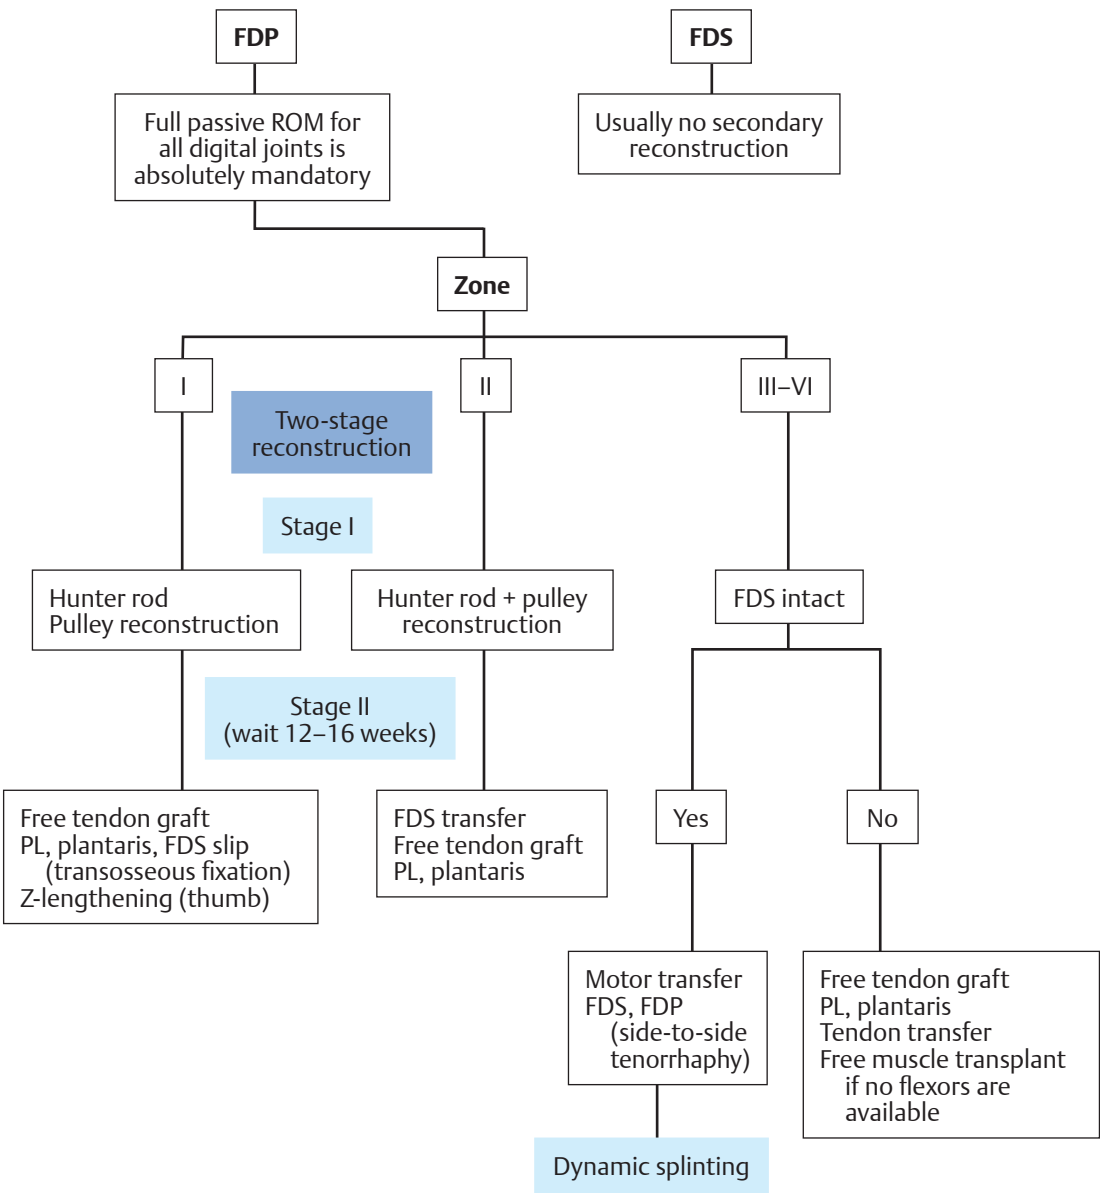 FDP
FDS
Full passive ROM for
all digital joints is
absolutely mandatory
Usually no secondary
reconstruction
Zone
I
II
III–VI
Two-stage
reconstruction
Stage I
Hunter rod
Pulley reconstruction
Hunter rod + pulley
reconstruction
FDS intact
Stage II
(wait 12–16 weeks)
Free tendon graft
PL, plantaris, FDS slip
(transosseous fixation)
Z-lengthening (thumb)
FDS transfer
Free tendon graft
PL, plantaris
Yes
No
Motor transfer
FDS, FDP
(side-to-side
tenorrhaphy)
Free tendon graft
PL, plantaris
Tendon transfer
Free muscle transplant
if no flexors are
available
Dynamic splinting